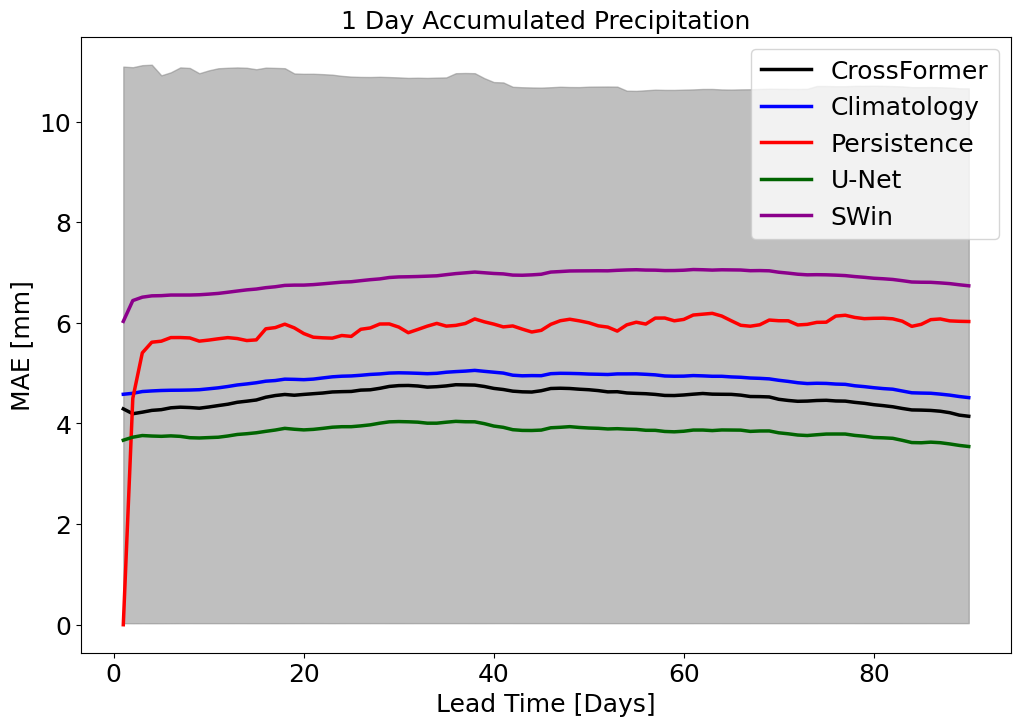 1 Day Accumulated Precipitation
CrossFormer
Climatology
Persistence
U-Net
SWin
MAE [mm]
10
8
6
4
2
0
0 20 40 60 80
Lead Time [Days]